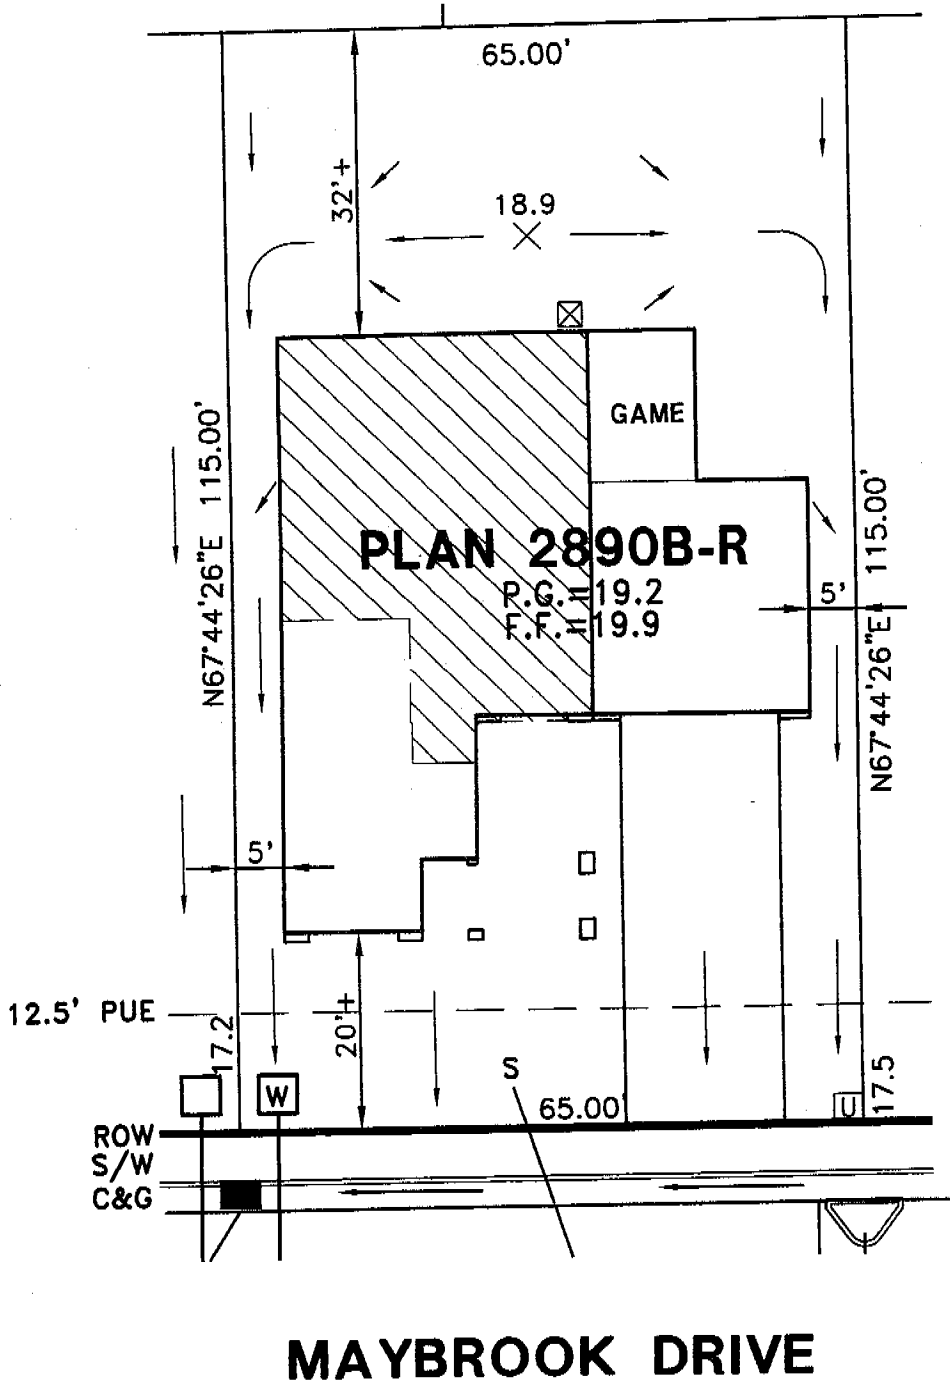 65.00'
32'+
18.9
GAME
N67°44'26"E 115.00'
N67°44'26"E 115.00'
PLAN 2890B-R
P.G.=19.2
F.F.=19.9
5'
5'
12.5' PUE
17.2
20'+
17.5
S
W
65.00
U
ROW
S/W
C&G
MAYBROOK DRIVE